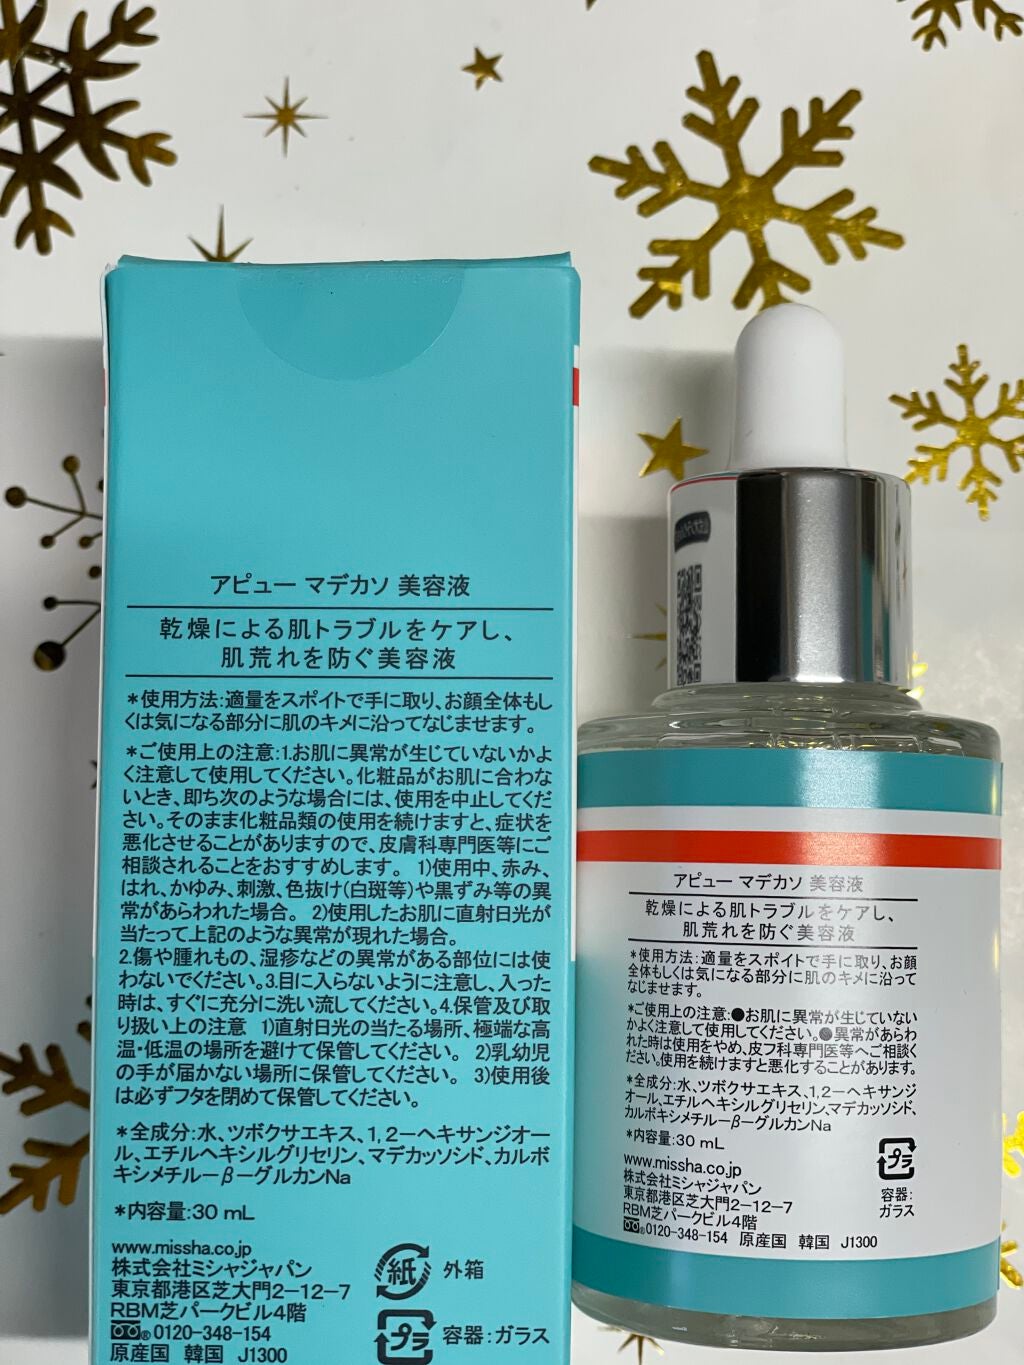 アピュー マデカソ 美容液
乾燥による肌トラブルをケアし、
肌荒れを防ぐ美容液
*使用方法:適量をスポイトで手に取り、お顔全体もし
くは気になる部分に肌のキメに沿ってなじませます。
*ご使用上の注意:1.お肌に異常が生じていないかよ
く注意して使用してください。化粧品がお肌に合わな
いとき、即ち次のような場合には、使用を中止してくだ
さい。そのまま化粧品類の使用を続けますと、症状を
悪化させることがありますので、皮膚科専門医等にご
相談されることをおすすめします。 1)使用中、赤み、
はれ、かゆみ、刺激、色抜け(白斑等)や黒ずみ等の異
常があらわれた場合。 2)使用したお肌に直射日光が
当たって上記のような異常が現れた場合。
2.傷や腫れもの、湿疹などの異常がある部位には使
わないでください。3.目に入らないように注意し、入った
時は、すぐに充分に洗い流してください。4.保管及び取
り扱い上の注意 1)直射日光の当たる場所、極端な高
温・低温の場所を避けて保管してください。 2)乳幼児
の手が届かない場所に保管してください。 3)使用後
は必ずフタを閉めて保管してください。
*全成分:水、ツボクサエキス、1,2-ヘキサンジオー
ル、エチルヘキシルグリセリン、マデカッソシド、カルボ
キシメチルーβーグルカンNa
*内容量:30 mL
www.missha.co.jp
株式会社ミシャジャパン
東京都港区芝大門2-12-7
RBM芝パークビル4階
0120-348-154
原産国 韓国 J1300
紙 外箱
プラ 容器:ガラス
アピュー マデカソ 美容液
乾燥による肌トラブルをケアし、
肌荒れを防ぐ美容液
*使用方法:適量をスポイトで手に取り、お顔
全体もしくは気になる部分に肌のキメに沿って
なじませます。
*ご使用上の注意:●お肌に異常が生じていない
かよく注意して使用してください。●異常があらわ
れた時は使用をやめ、皮フ科専門医等へご相談く
ださい。使用を続けますと悪化することがあります。
*全成分:水、ツボクサエキス、1,2-ヘキサンジ
オール、エチルヘキシルグリセリン、マデカッソシド、
カルボキシメチルーβーグルカンNa
*内容量:30 mL
www.missha.co.jp
株式会社ミシャジャパン
東京都港区芝大門2-12-7
RBM芝パークビル4階
0120-348-154 原産国 韓国 J1300
プラ
容器:
ガラス